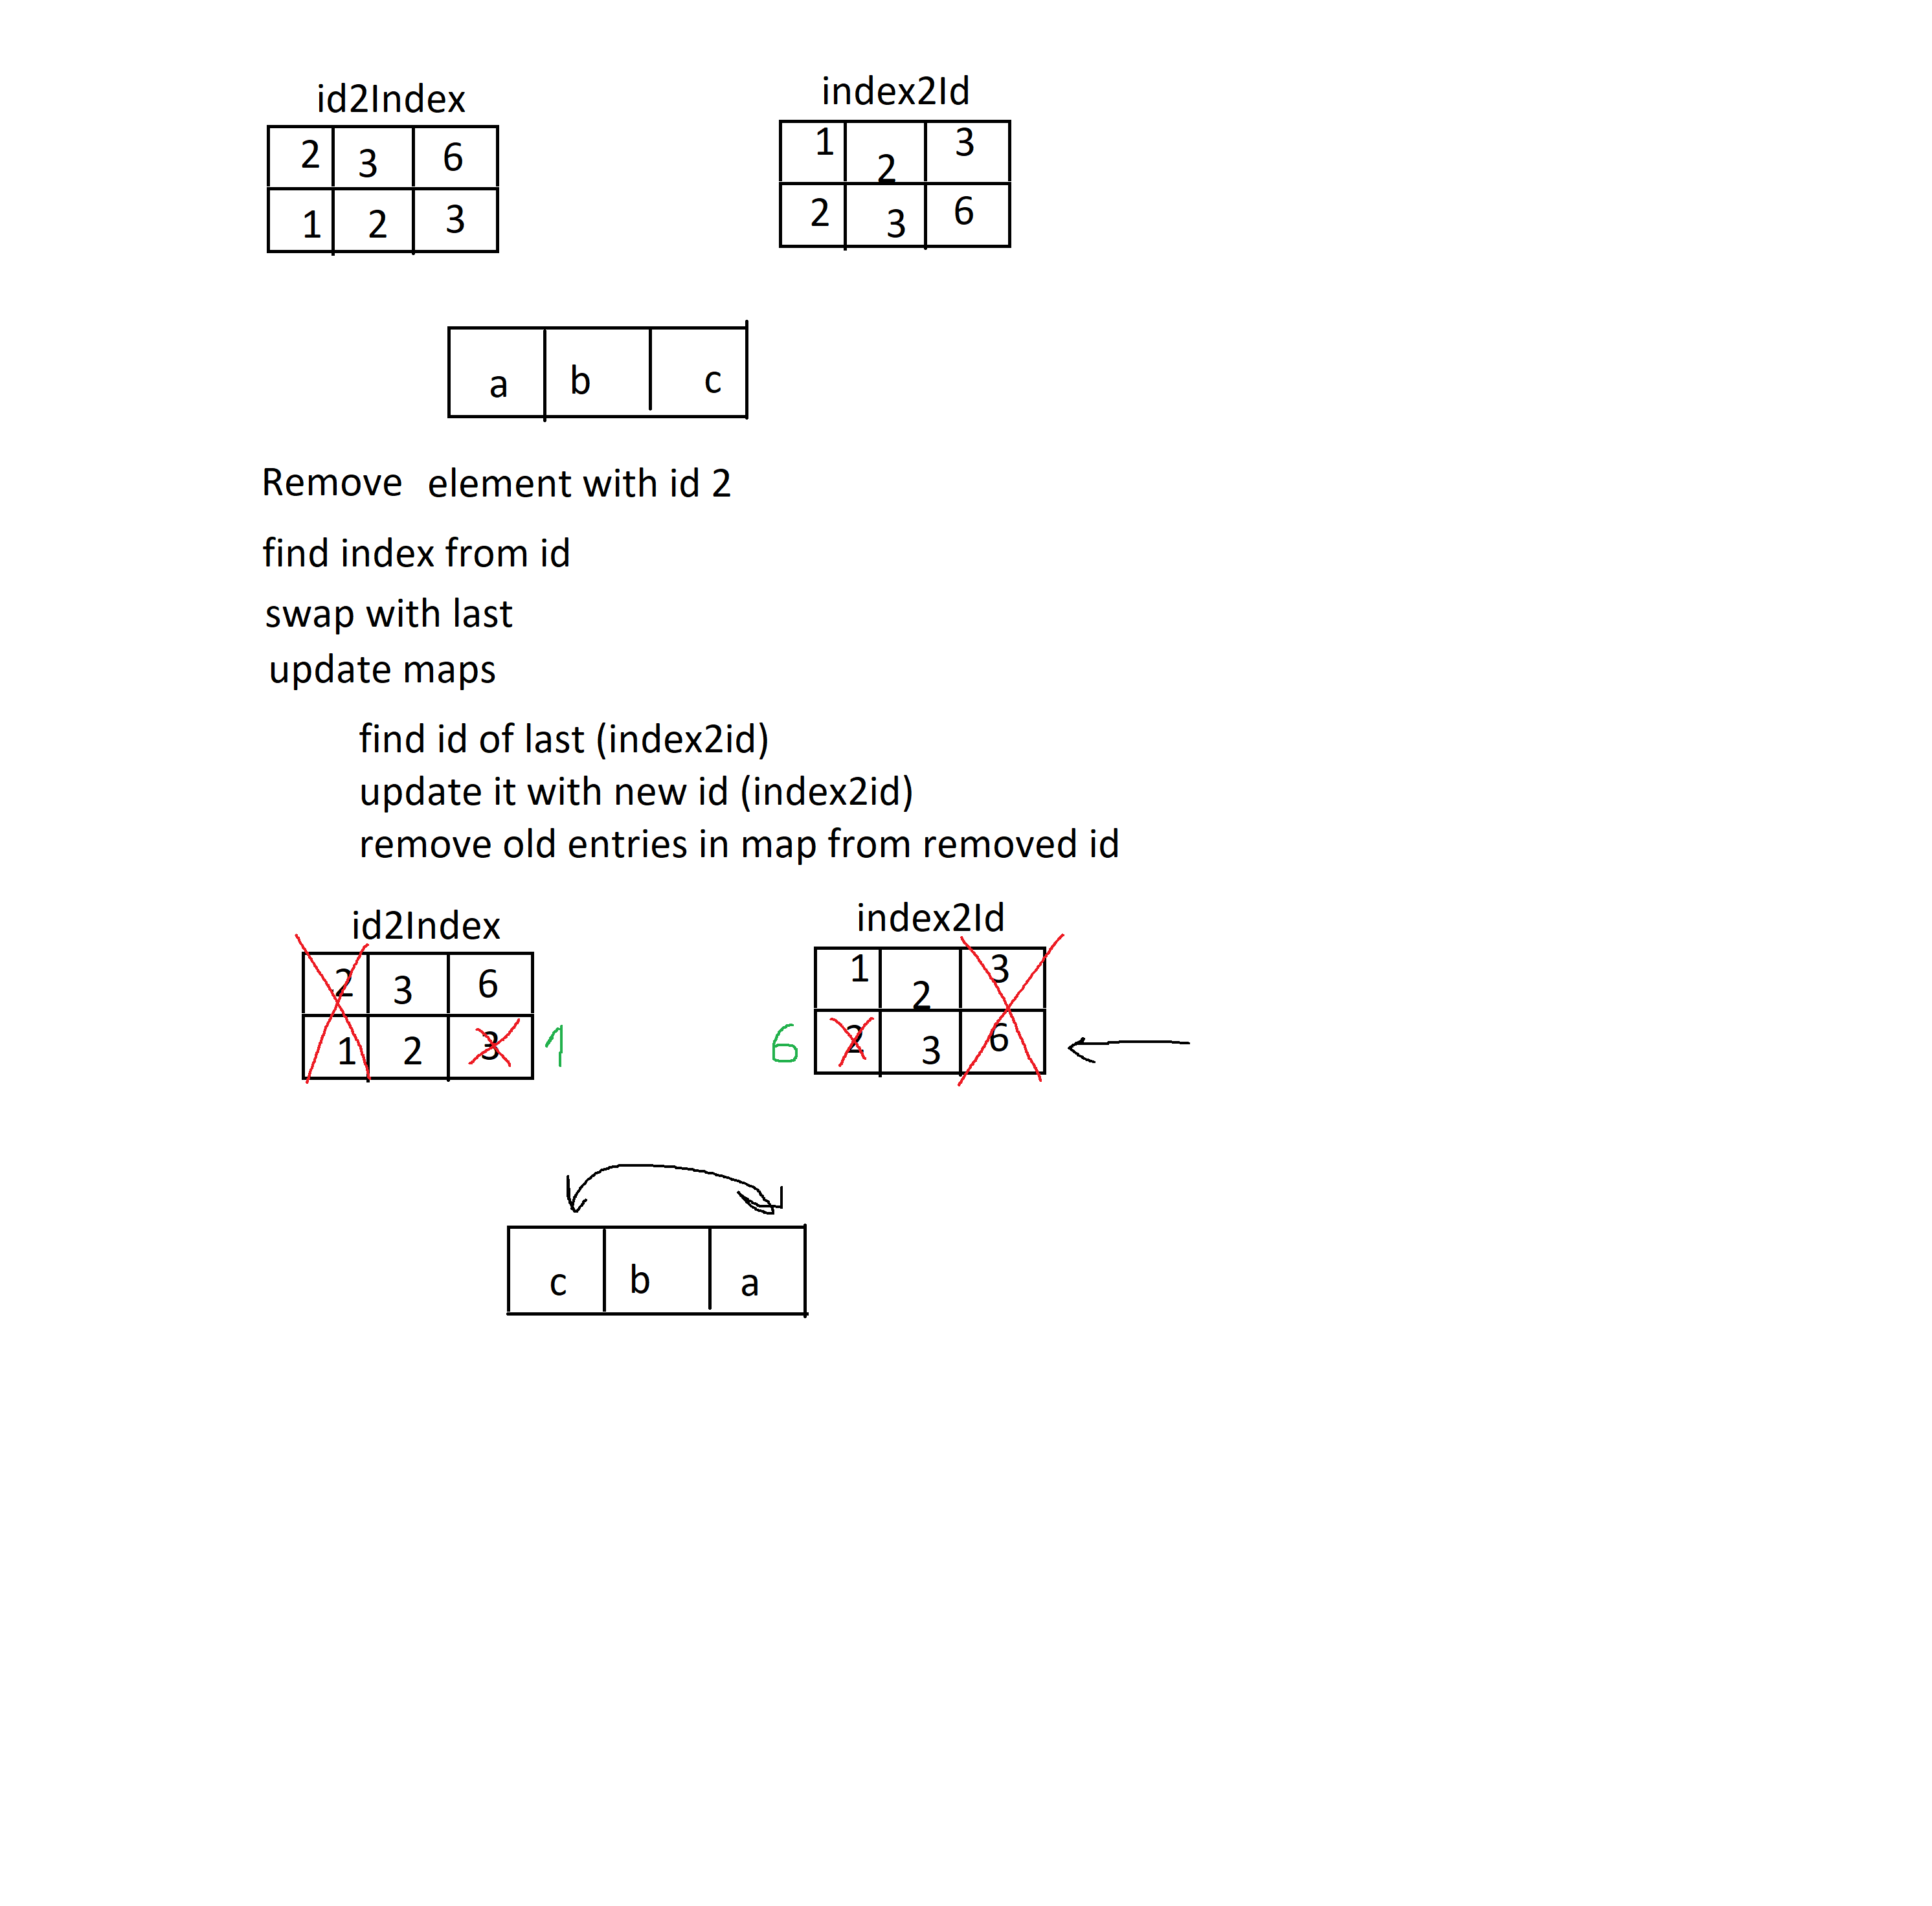 id2Index index2Id
2 3 6 1 2 3
1 2 3 2 3 6
a b c
Remove element with id 2
find index from id
swap with last
update maps
find id of last (index2id)
update it with new id (index2id)
remove old entries in map from removed id
id2Index index2Id
2 3 6 1 2 3
1 2 3 1 6 2 3 6
c b a